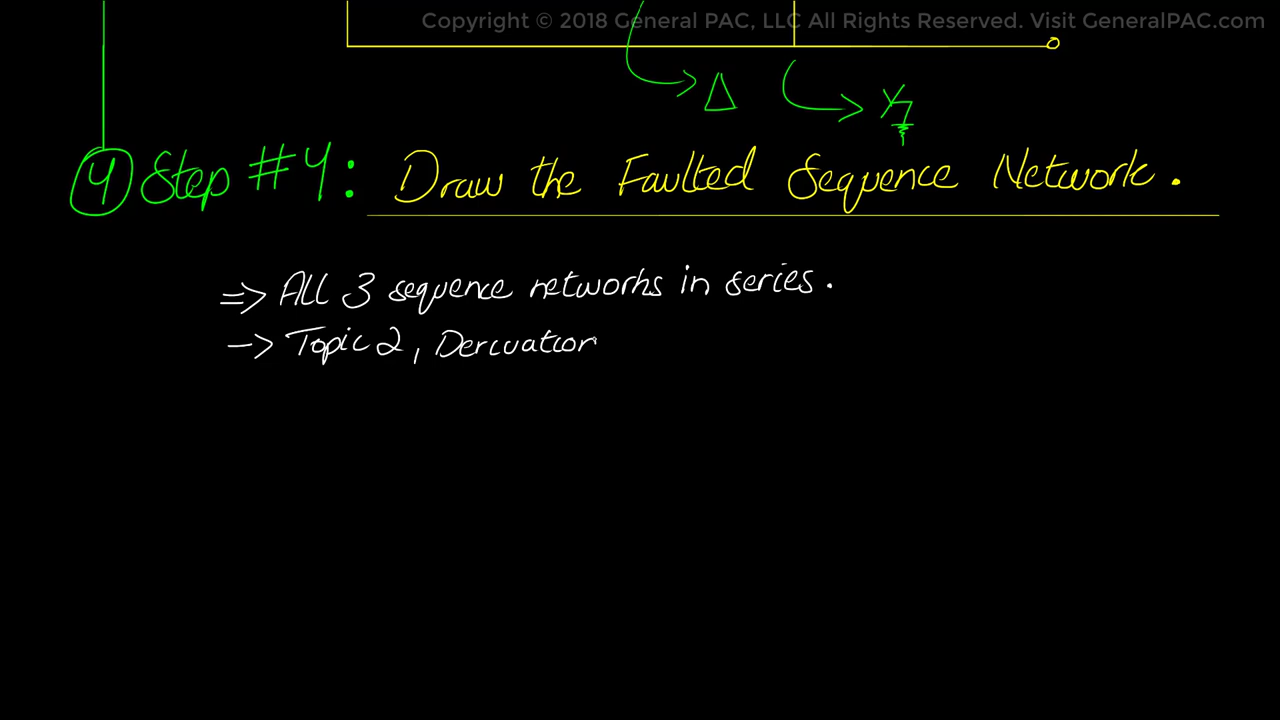 Copyright © 2018 General PAC, LLC All Rights Reserved. Visit GeneralPAC.com
Δ
Y
4 Step #4: Draw the Faulted Sequence Network.
=> All 3 sequence networks in series.
-> Topic 2, Derivation